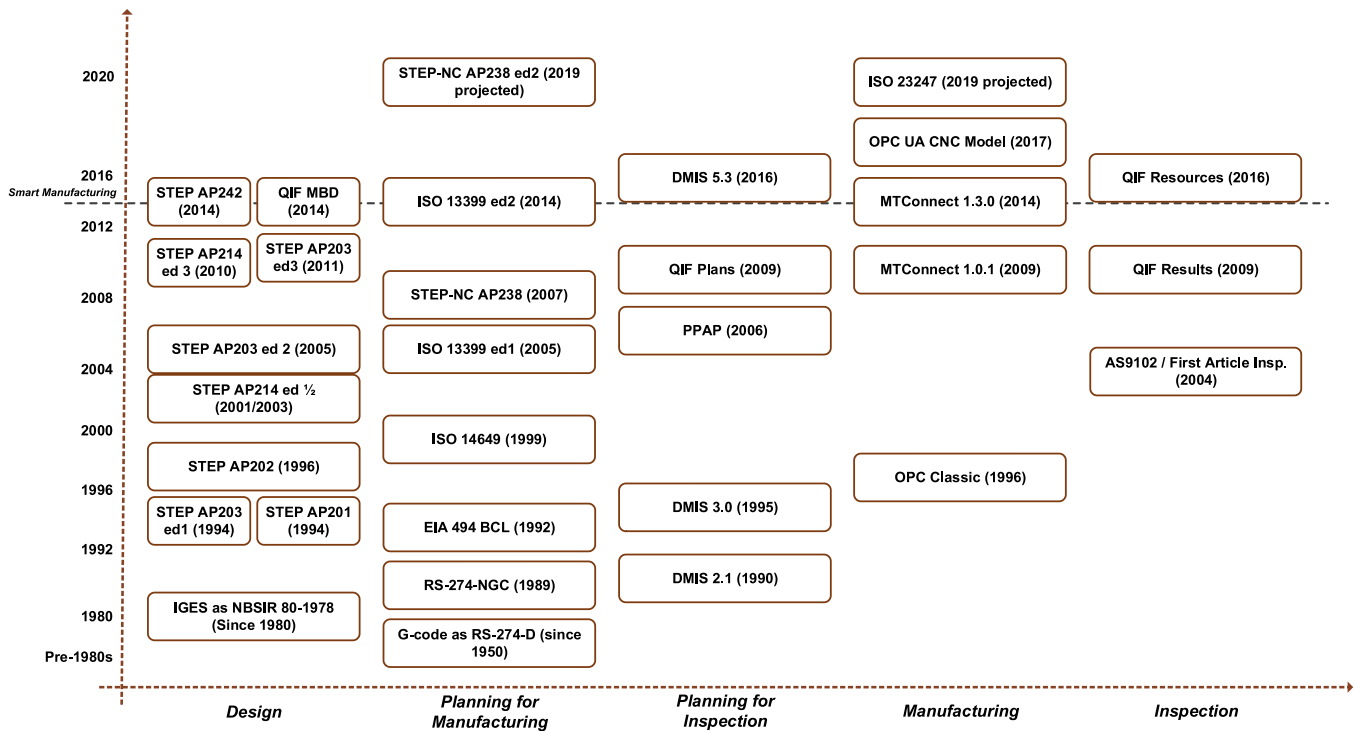 2020
2016
Smart Manufacturing
2012
2008
2004
2000
1996
1992
1980
Pre-1980s
STEP AP242
(2014)
QIF MBD
(2014)
STEP AP214
ed 3 (2010)
STEP AP203
ed3 (2011)
STEP AP203 ed 2 (2005)
STEP AP214 ed ½
(2001/2003)
STEP AP202 (1996)
STEP AP203
ed1 (1994)
STEP AP201
(1994)
IGES as NBSIR 80-1978
(Since 1980)
Design
STEP-NC AP238 ed2 (2019
projected)
ISO 13399 ed2 (2014)
STEP-NC AP238 (2007)
ISO 13399 ed1 (2005)
ISO 14649 (1999)
EIA 494 BCL (1992)
RS-274-NGC (1989)
G-code as RS-274-D (since
1950)
Planning for
Manufacturing
DMIS 5.3 (2016)
QIF Plans (2009)
PPAP (2006)
DMIS 3.0 (1995)
DMIS 2.1 (1990)
Planning for
Inspection
ISO 23247 (2019 projected)
OPC UA CNC Model (2017)
MTConnect 1.3.0 (2014)
MTConnect 1.0.1 (2009)
OPC Classic (1996)
Manufacturing
QIF Resources (2016)
QIF Results (2009)
AS9102 / First Article Insp.
(2004)
Inspection